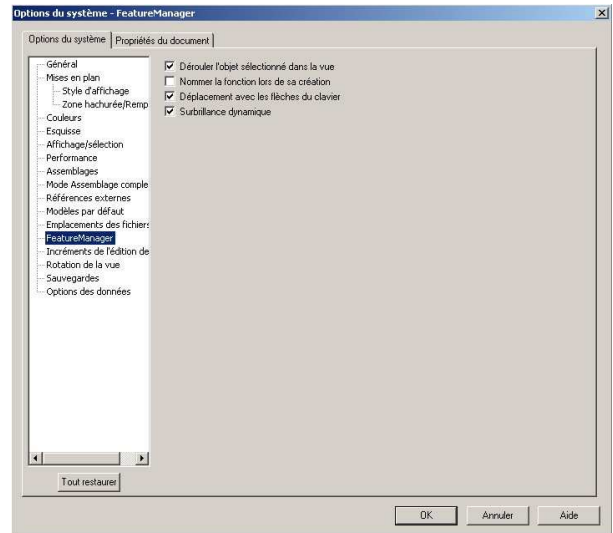 Options du système - FeatureManager
Options du système
Propriétés du document
Général
Mises en plan
Style d'affichage
Zone hachurée/Remp
Couleurs
Esquisse
Affichage/sélection
Performance
Assemblages
Mode Assemblage comple
Références externes
Modèles par défaut
Emplacements des fichiers
FeatureManager
Incréments de l'édition de
Rotation de la vue
Sauvegardes
Options des données
Dérouler l'objet sélectionné dans la vue
Nommer la fonction lors de sa création
Déplacement avec les flèches du clavier
Surbrillance dynamique
Tout restaurer
OK
Annuler
Aide